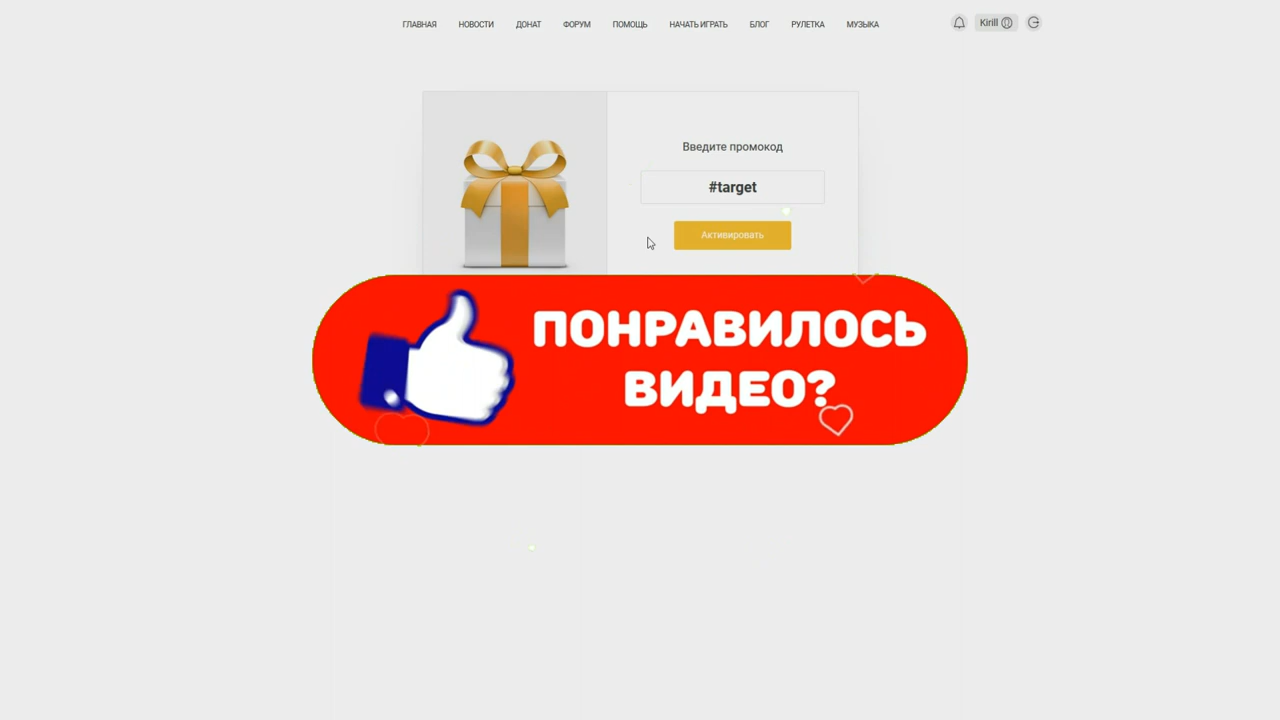 ГЛАВНАЯ НОВОСТИ ДОНАТ ФОРУМ ПОМОЩЬ НАЧАТЬ ИГРАТЬ БЛОГ РУЛЕТКА МУЗЫКА Kirill
Введите промокод
#target
Активировать
ПОНРАВИЛОСЬ
ВИДЕО?